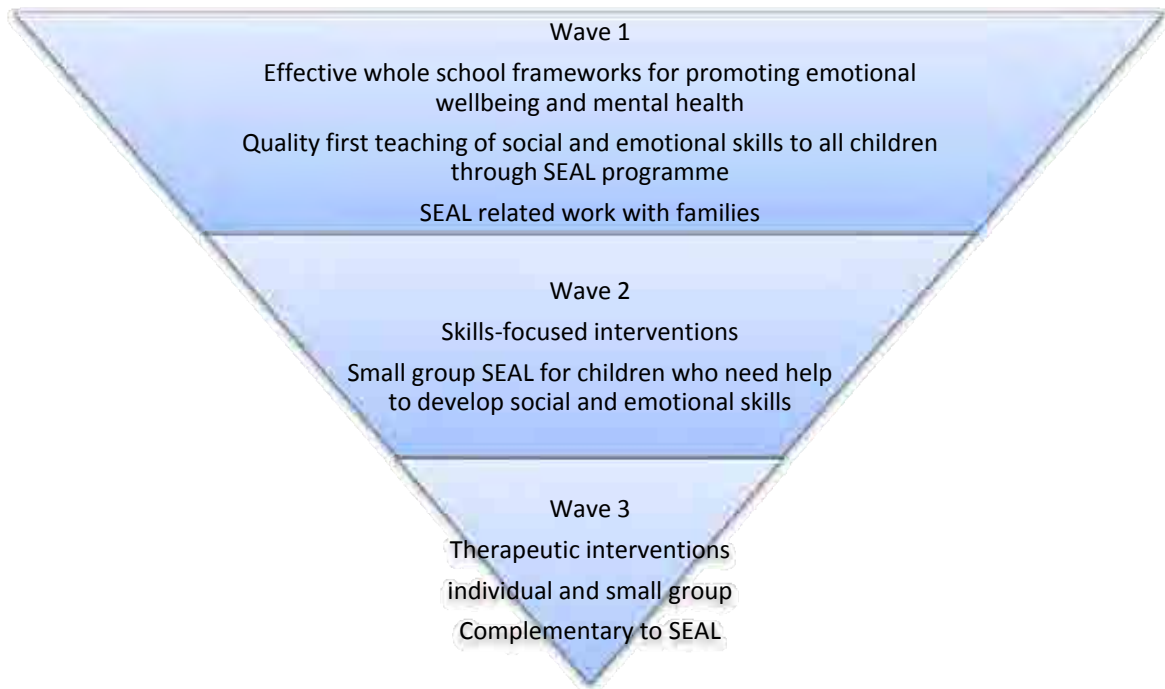 Wave 1
Effective whole school frameworks for promoting emotional
wellbeing and mental health
Quality first teaching of social and emotional skills to all children
through SEAL programme
SEAL related work with families
Wave 2
Skills-focused interventions
Small group SEAL for children who need help
to develop social and emotional skills
Wave 3
Therapeutic interventions
individual and small group
Complementary to SEAL